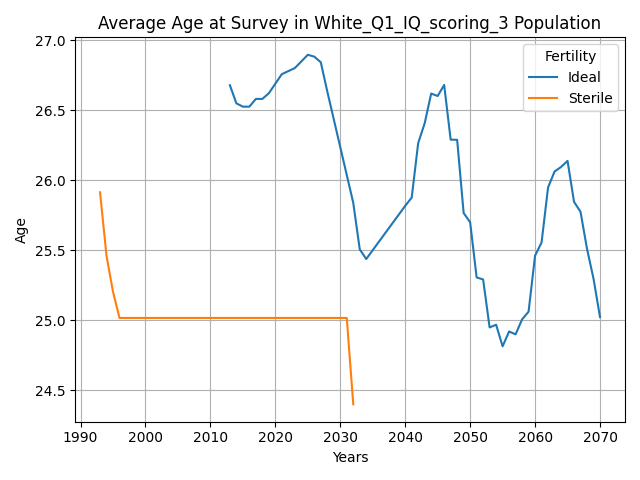 Average Age at Survey in White_Q1_IQ_scoring_3 Population
27.0
26.5
26.0
25.5
25.0
24.5
Age
Fertility
Ideal
Sterile
1990
2000
2010
2020
2030
2040
2050
2060
2070
Years